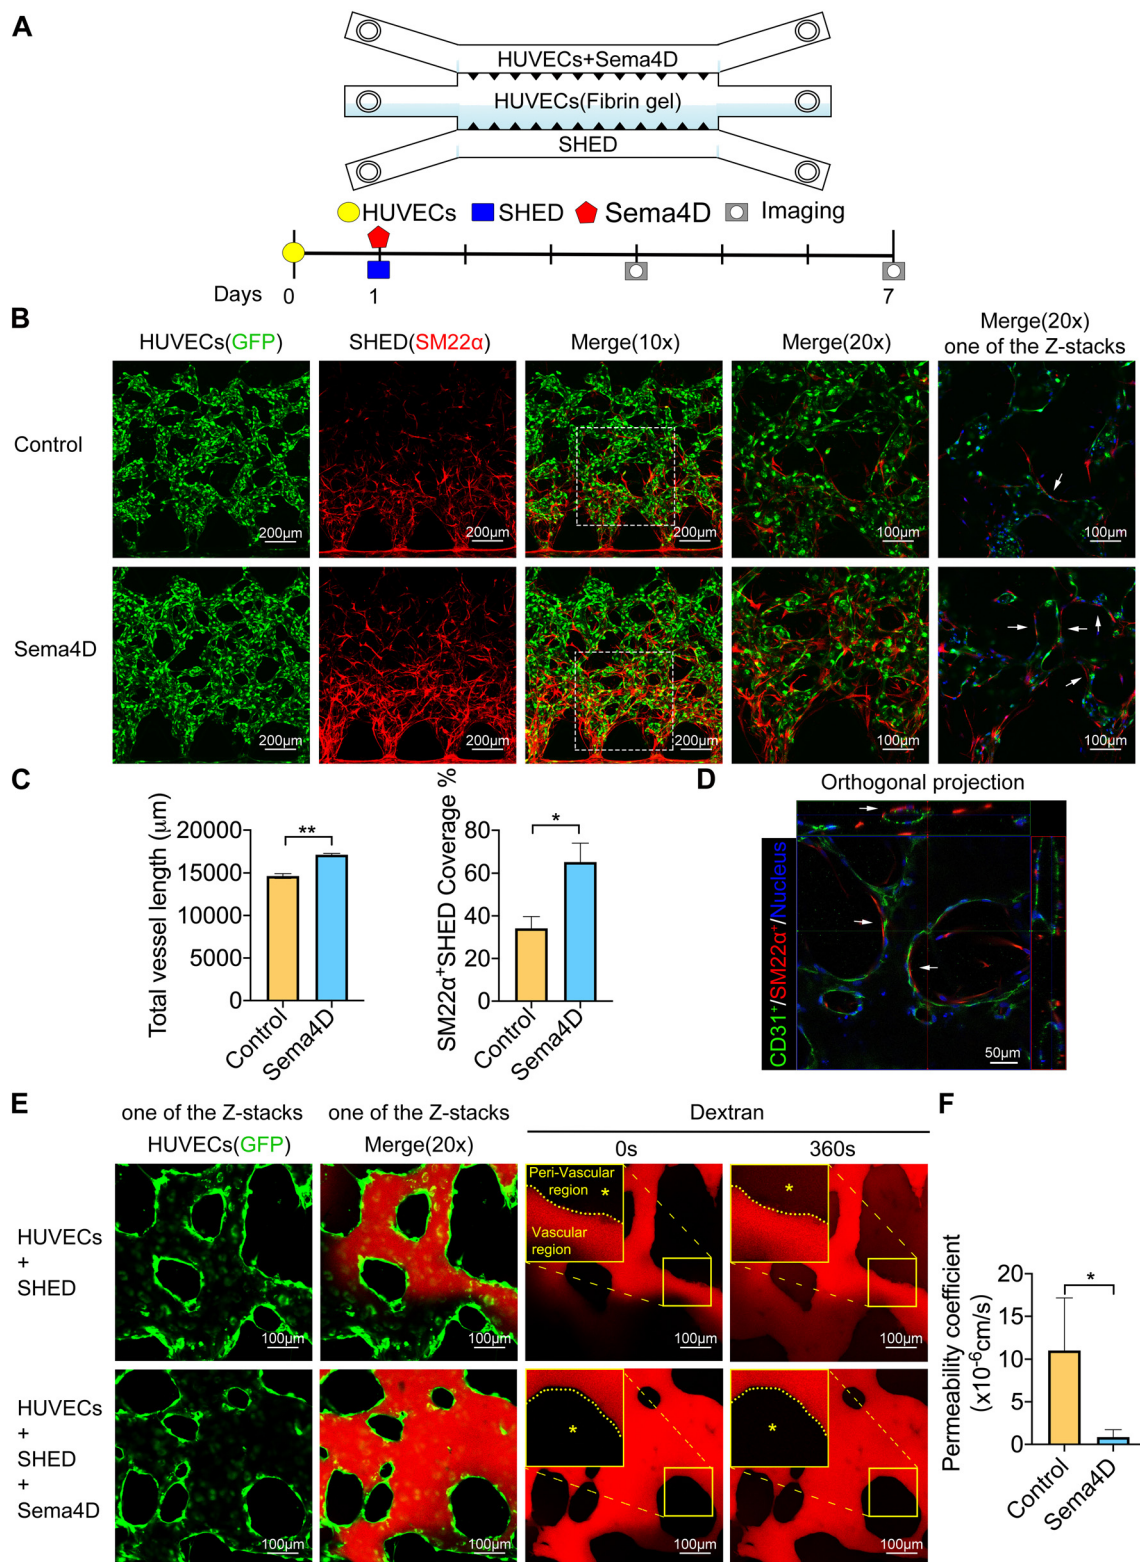 A
HUVECs+Sema4D
HUVECs(Fibrin gel)
SHED
HUVECs SHED Sema4D Imaging
Days 0 1 7
B
HUVECs(GFP) SHED(SM22α) Merge(10x) Merge(20x) Merge(20x)
one of the Z-stacks
Control
200μm 200μm 200μm 100μm 100μm
Sema4D
200μm 200μm 200μm 100μm 100μm
C
Total vessel length (μm)
20000
15000
10000
5000
0
**
Control
Sema4D
SM22α⁺SHED Coverage %
80
60
40
20
0
*
Control
Sema4D
D
Orthogonal projection
CD31⁺/SM22α⁺/Nucleus
50μm
E
one of the Z-stacks one of the Z-stacks Dextran
HUVECs(GFP) Merge(20x) 0s 360s
HUVECs
+
SHED
Peri-Vascular
region *
Vascular
region
*
100μm 100μm 100μm 100μm
HUVECs
+
SHED
+
Sema4D
* *
100μm 100μm 100μm 100μm
F
Permeability coefficient
(x10⁻⁶cm/s)
20
15
10
5
0
*
Control
Sema4D